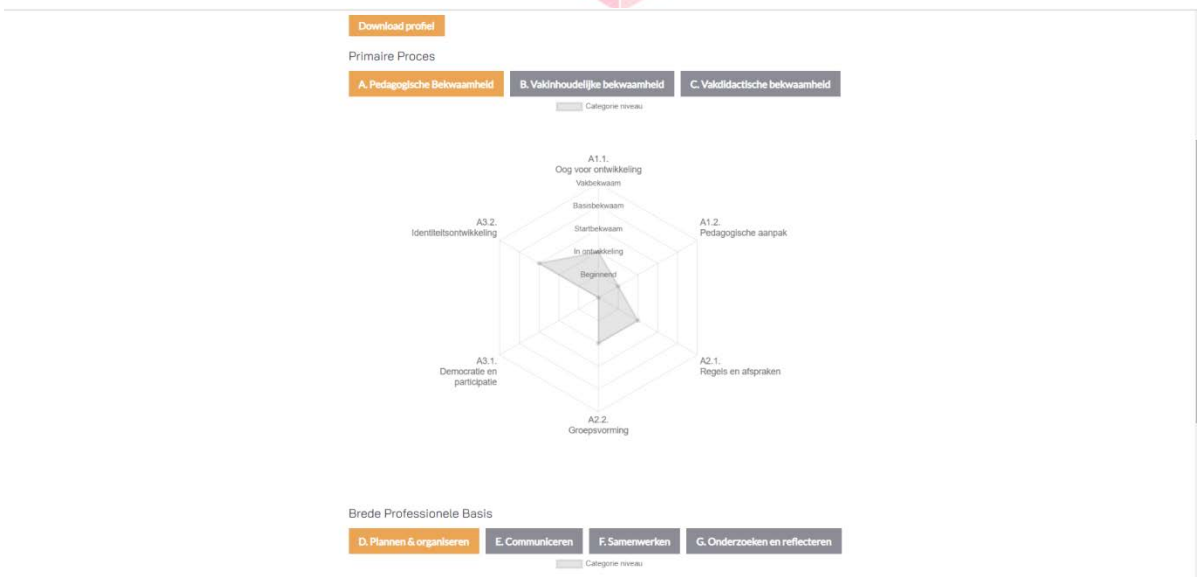 Download profiel
Primaire Proces
A. Pedagogische Bekwaamheid
B. Vakinhoudelijke bekwaamheid
C. Vakdidactische bekwaamheid
Categorie niveau
A1.1.
Oog voor ontwikkeling
Vakbekwaam
Basisbekwaam
Startbekwaam
In ontwikkeling
Beginnend
A1.2.
Pedagogische aanpak
A2.1.
Regels en afspraken
A2.2.
Groepsvorming
A3.1.
Democratie en
participatie
A3.2.
Identiteitsontwikkeling
Brede Professionele Basis
D. Plannen & organiseren
E. Communiceren
F. Samenwerken
G. Onderzoeken en reflecteren
Categorie niveau